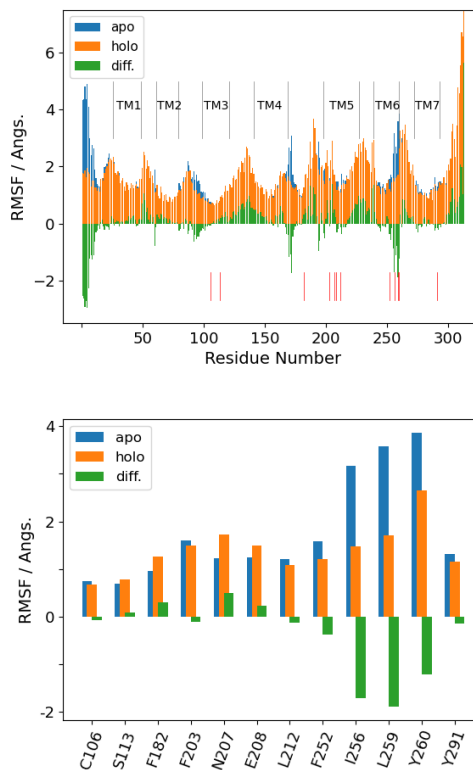 apo
holo
diff.
TM1 TM2 TM3 TM4 TM5 TM6 TM7
RMSF / Angs.
6
4
2
0
−2
50 100 150 200 250 300
Residue Number
apo
holo
diff.
RMSF / Angs.
2
0
-2
C106 S113 F182 F203 N207 E208 L212 F252 I256 L259 Y260 Y291